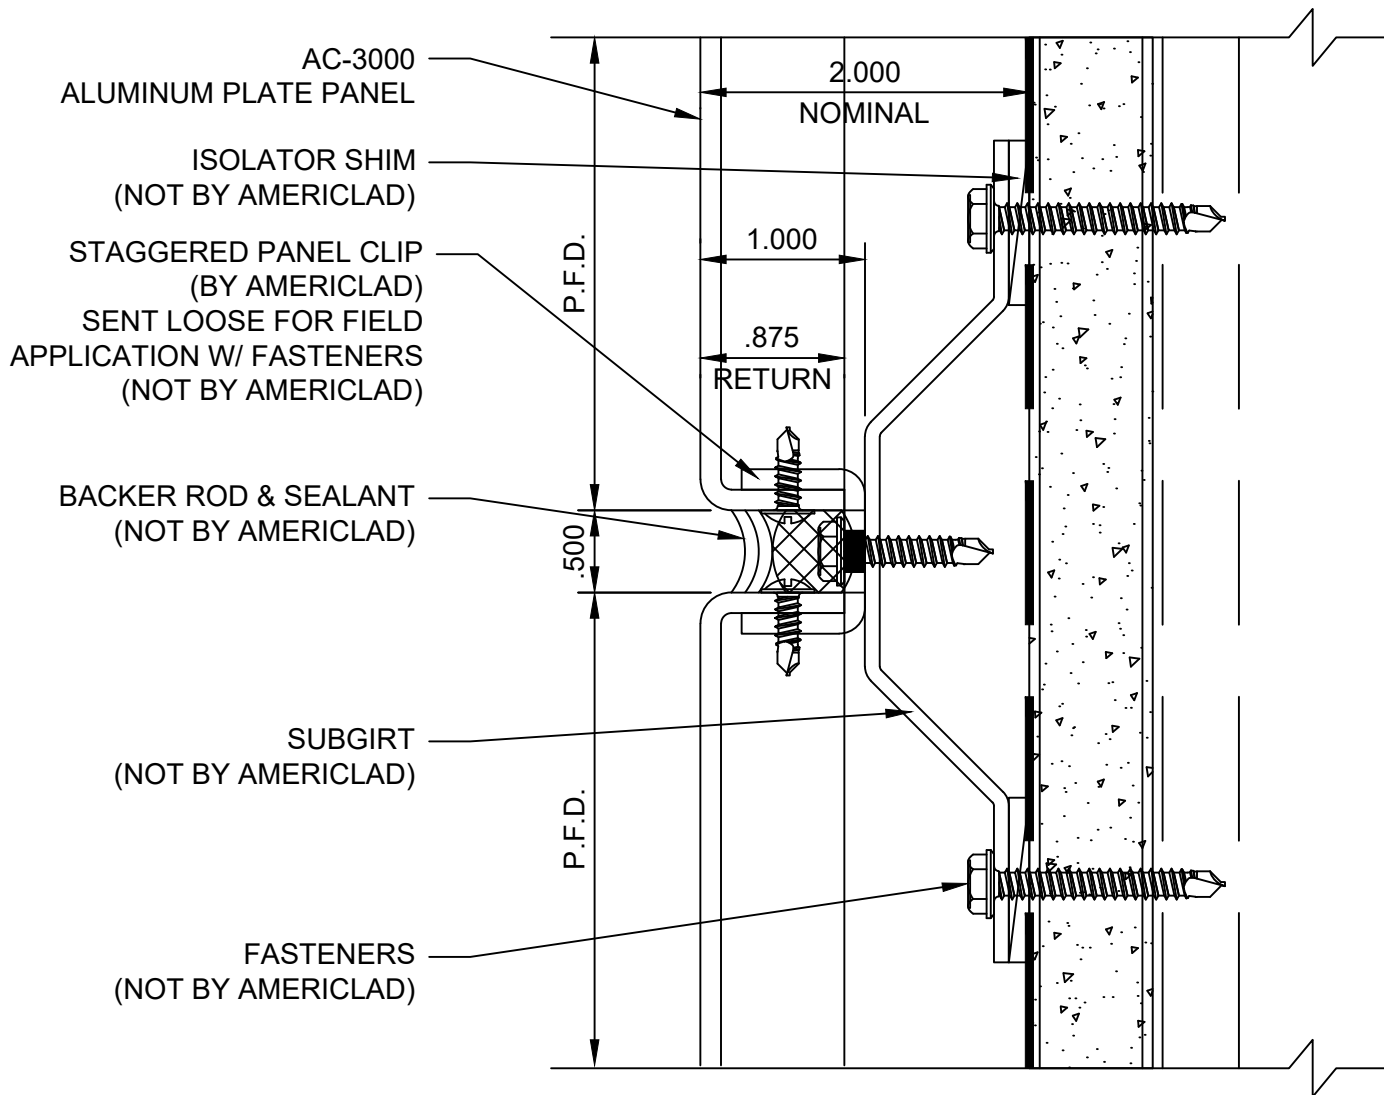 AC-3000
ALUMINUM PLATE PANEL
ISOLATOR SHIM
(NOT BY AMERICLAD)
STAGGERED PANEL CLIP
(BY AMERICLAD)
SENT LOOSE FOR FIELD
APPLICATION W/ FASTENERS
(NOT BY AMERICLAD)
BACKER ROD & SEALANT
(NOT BY AMERICLAD)
SUBGIRT
(NOT BY AMERICLAD)
FASTENERS
(NOT BY AMERICLAD)
P.F.D.
.500
P.F.D.
2.000
NOMINAL
1.000
.875
RETURN